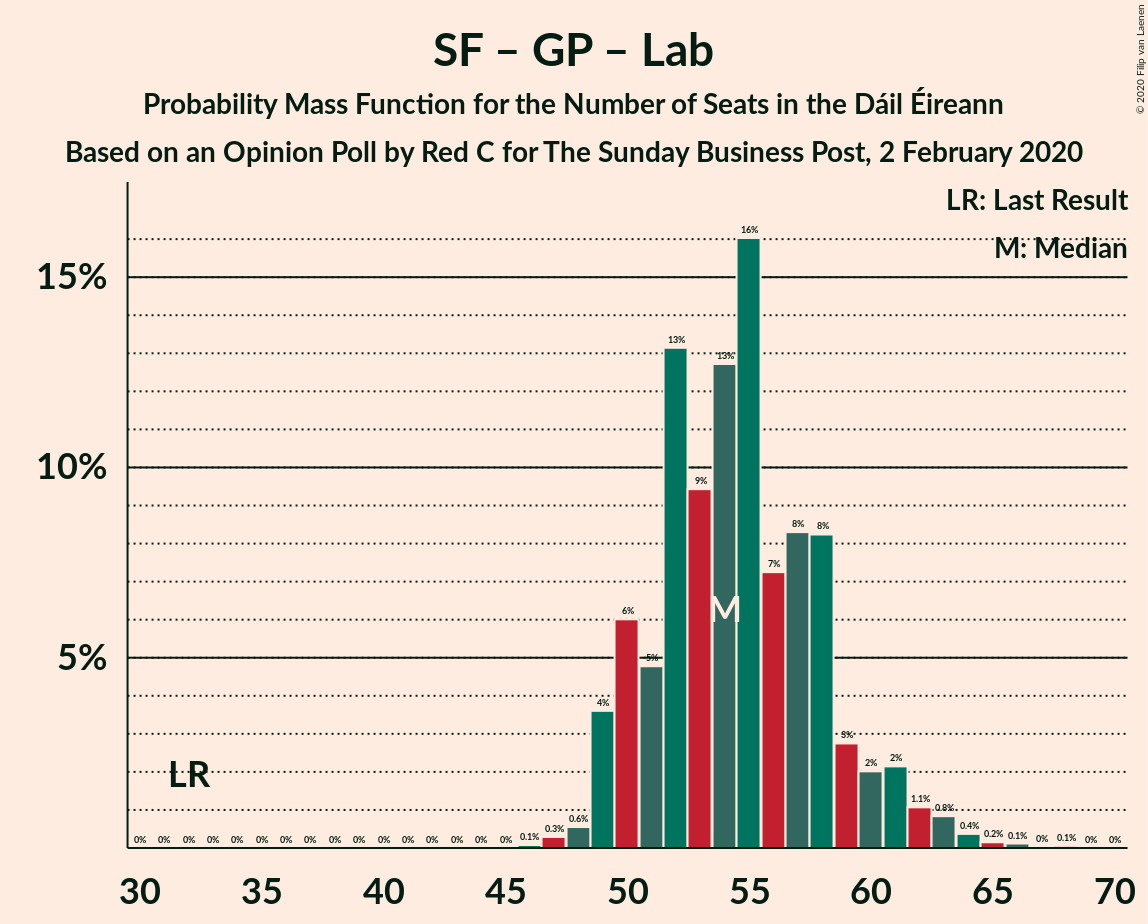 SF – GP – Lab
Probability Mass Function for the Number of Seats in the Dáil Éireann
Based on an Opinion Poll by Red C for The Sunday Business Post, 2 February 2020
© 2020 Filip van Laenen
LR: Last Result
M: Median
16%
15%
13%
13%
10%
9%
8%
8%
7%
M
6%
5%
5%
4%
3%
LR
2%
2%
1.1%
0.8%
0.6%
0.4%
0.3%
0.2%
0% 0% 0% 0% 0% 0% 0% 0% 0% 0% 0% 0% 0% 0% 0% 0% 0.1% 0.1% 0% 0.1% 0% 0%
30 35 40 45 50 55 60 65 70